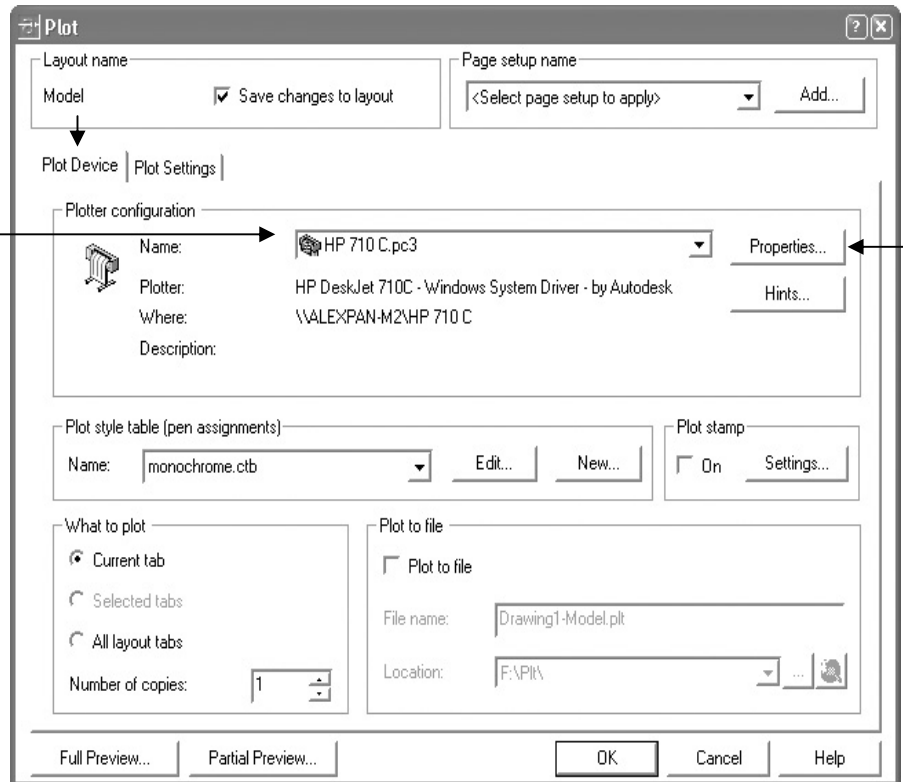 Plot
Layout name
Model
Save changes to layout
Page setup name
<Select page setup to apply>
Add...
Plot Device
Plot Settings
Plotter configuration
Name:
HP 710 C.pc3
Properties...
Plotter:
HP DeskJet 710C - Windows System Driver - by Autodesk
Hints...
Where:
\\ALEXPAN-M2\HP 710 C
Description:
Plot style table (pen assignments)
Name:
monochrome.ctb
Edit...
New...
Plot stamp
On
Settings...
What to plot
Current tab
Selected tabs
All layout tabs
Number of copies:
1
Plot to file
Plot to file
File name:
Drawing1-Model.plt
Location:
F:\Plt\
...
Full Preview...
Partial Preview...
OK
Cancel
Help